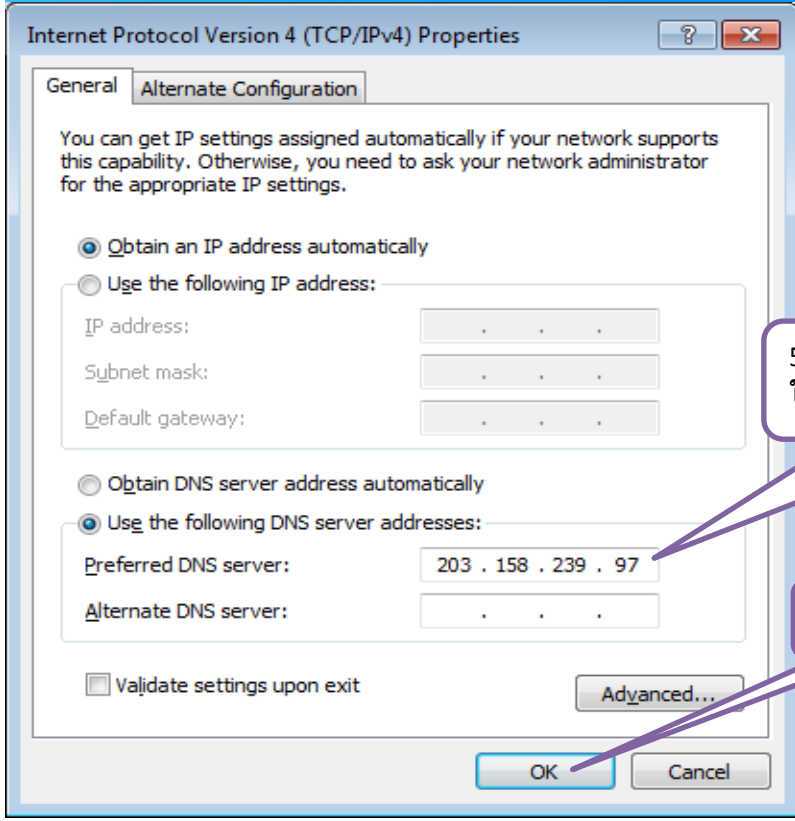 Internet Protocol Version 4 (TCP/IPv4) Properties
General
Alternate Configuration
You can get IP settings assigned automatically if your network supports
this capability. Otherwise, you need to ask your network administrator
for the appropriate IP settings.
Obtain an IP address automatically
Use the following IP address:
IP address:
. . .
Subnet mask:
. . .
Default gateway:
. . .
Obtain DNS server address automatically
Use the following DNS server addresses:
Preferred DNS server:
203 . 158 . 239 . 97
Alternate DNS server:
. . .
Validate settings upon exit
Advanced...
OK
Cancel